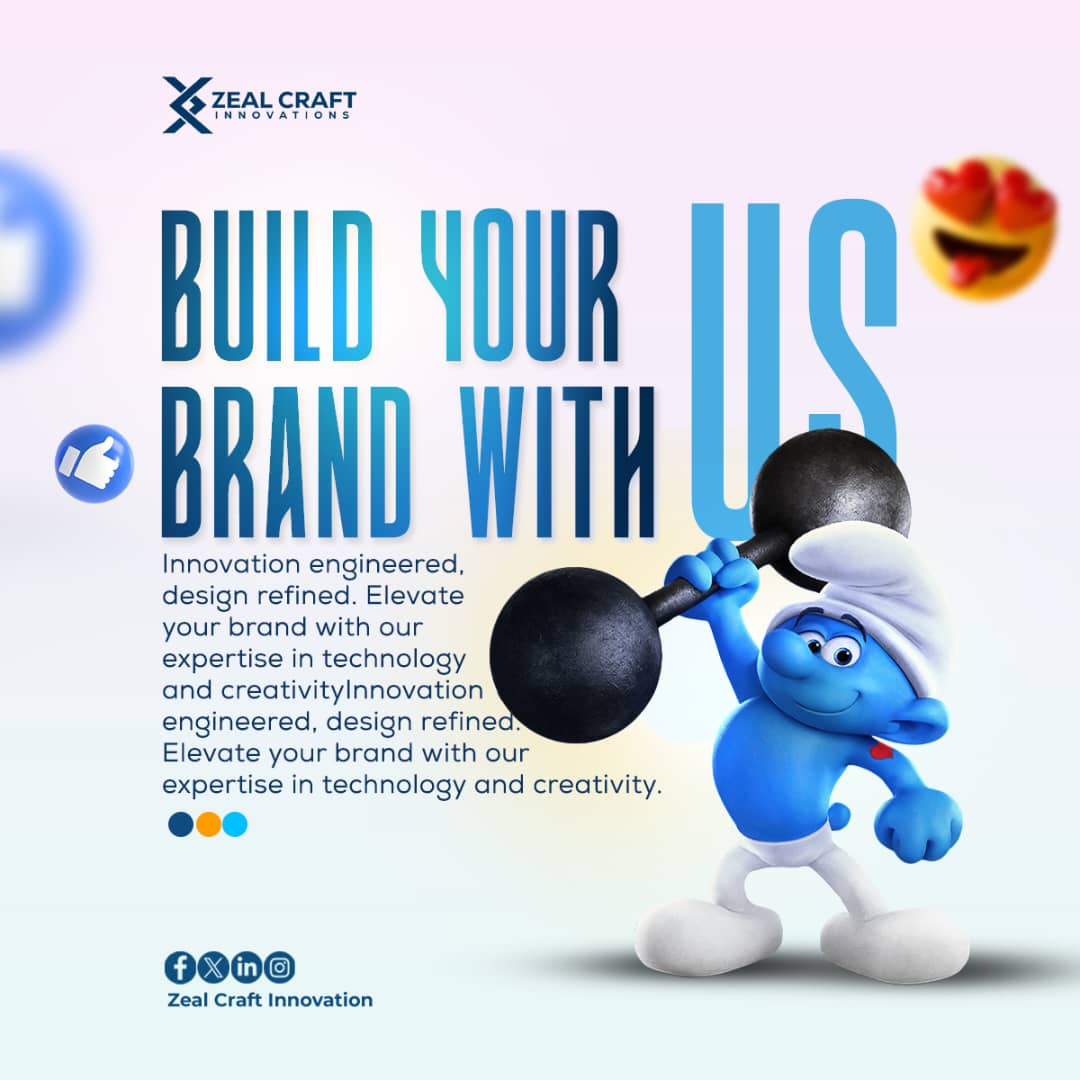 ZEAL CRAFT
INNOVATIONS
BUILD YOUR
BRAND WITH US
Innovation engineered,
design refined. Elevate
your brand with our
expertise in technology
and creativityInnovation
engineered, design refined.
Elevate your brand with our
expertise in technology and creativity.
f X in
Zeal Craft Innovation